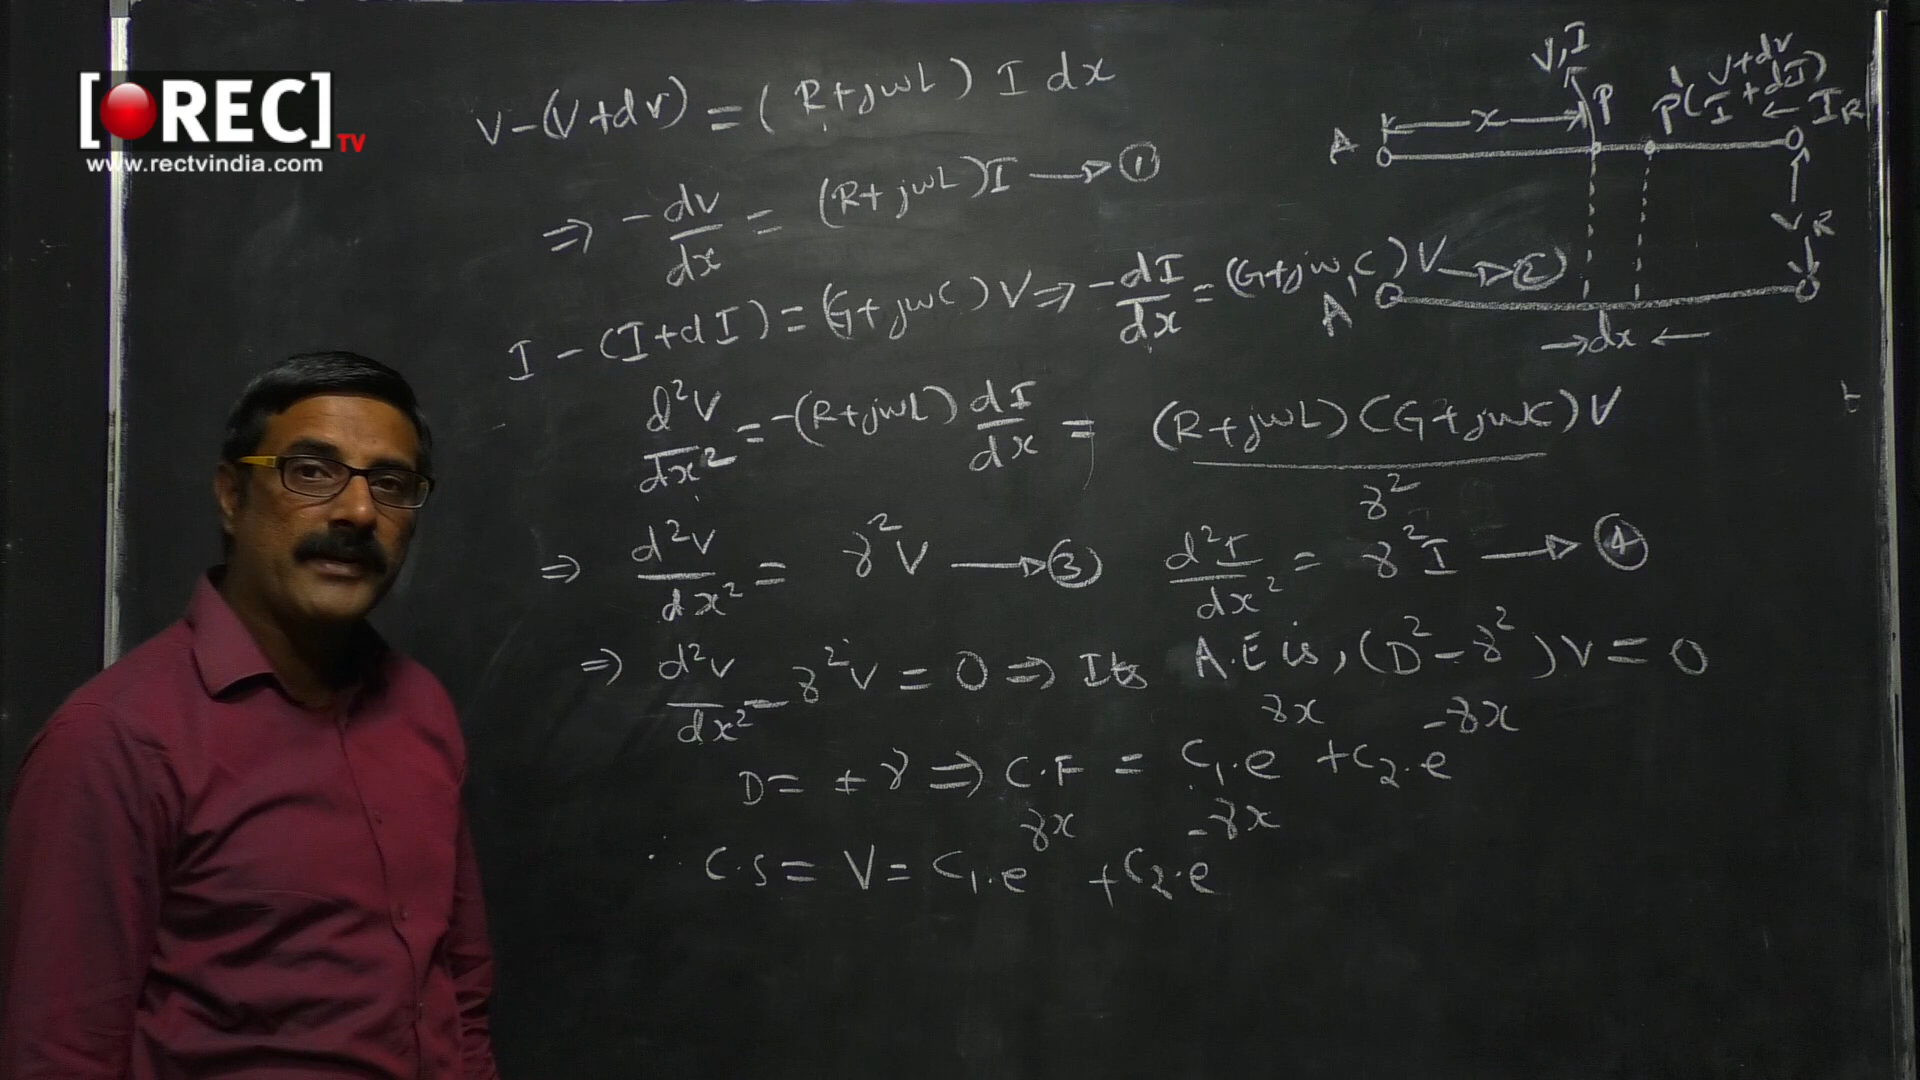 [REC] TV
www.rectvindia.com
V-(V+dv) = (R+jωL) I dx
⇒ -dv/dx = (R+jωL)I → ①
I-(I+dI) = (G+jωC)V ⇒ -dI/dx = (G+jωC)V → ②
d²V/dx² = -(R+jωL) dI/dx = (R+jωL)(G+jωC)V
γ²
⇒ d²V/dx² = γ²V → ③ d²I/dx² = γ²I → ④
⇒ d²V/dx² - γ²V = 0 ⇒ Its A.E is, (D²-γ²)V = 0
D = ±γ ⇒ C.F = C₁.e^γx + C₂.e^-γx
∴ C.S = V = C₁.e^γx + C₂.e^-γx
V,I
A x P P' (V+dv I+dI) I_R
V_R
A'
dx